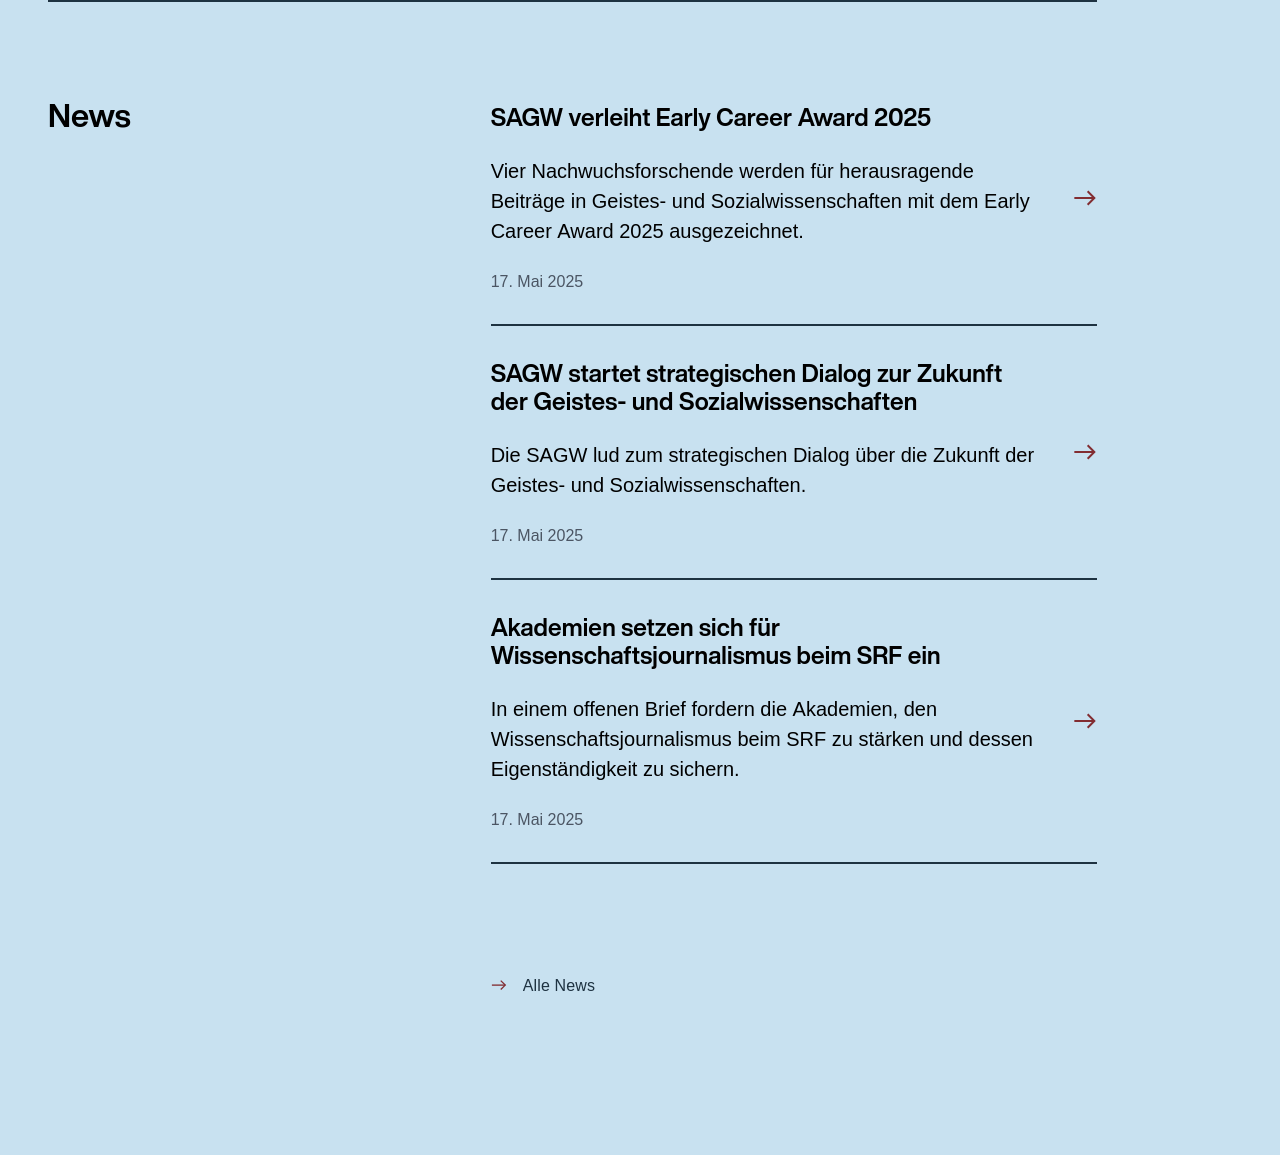 News
SAGW verleiht Early Career Award 2025
Vier Nachwuchsforschende werden für herausragende
Beiträge in Geistes- und Sozialwissenschaften mit dem Early
Career Award 2025 ausgezeichnet.
17. Mai 2025
SAGW startet strategischen Dialog zur Zukunft
der Geistes- und Sozialwissenschaften
Die SAGW lud zum strategischen Dialog über die Zukunft der
Geistes- und Sozialwissenschaften.
17. Mai 2025
Akademien setzen sich für
Wissenschaftsjournalismus beim SRF ein
In einem offenen Brief fordern die Akademien, den
Wissenschaftsjournalismus beim SRF zu stärken und dessen
Eigenständigkeit zu sichern.
17. Mai 2025
Alle News